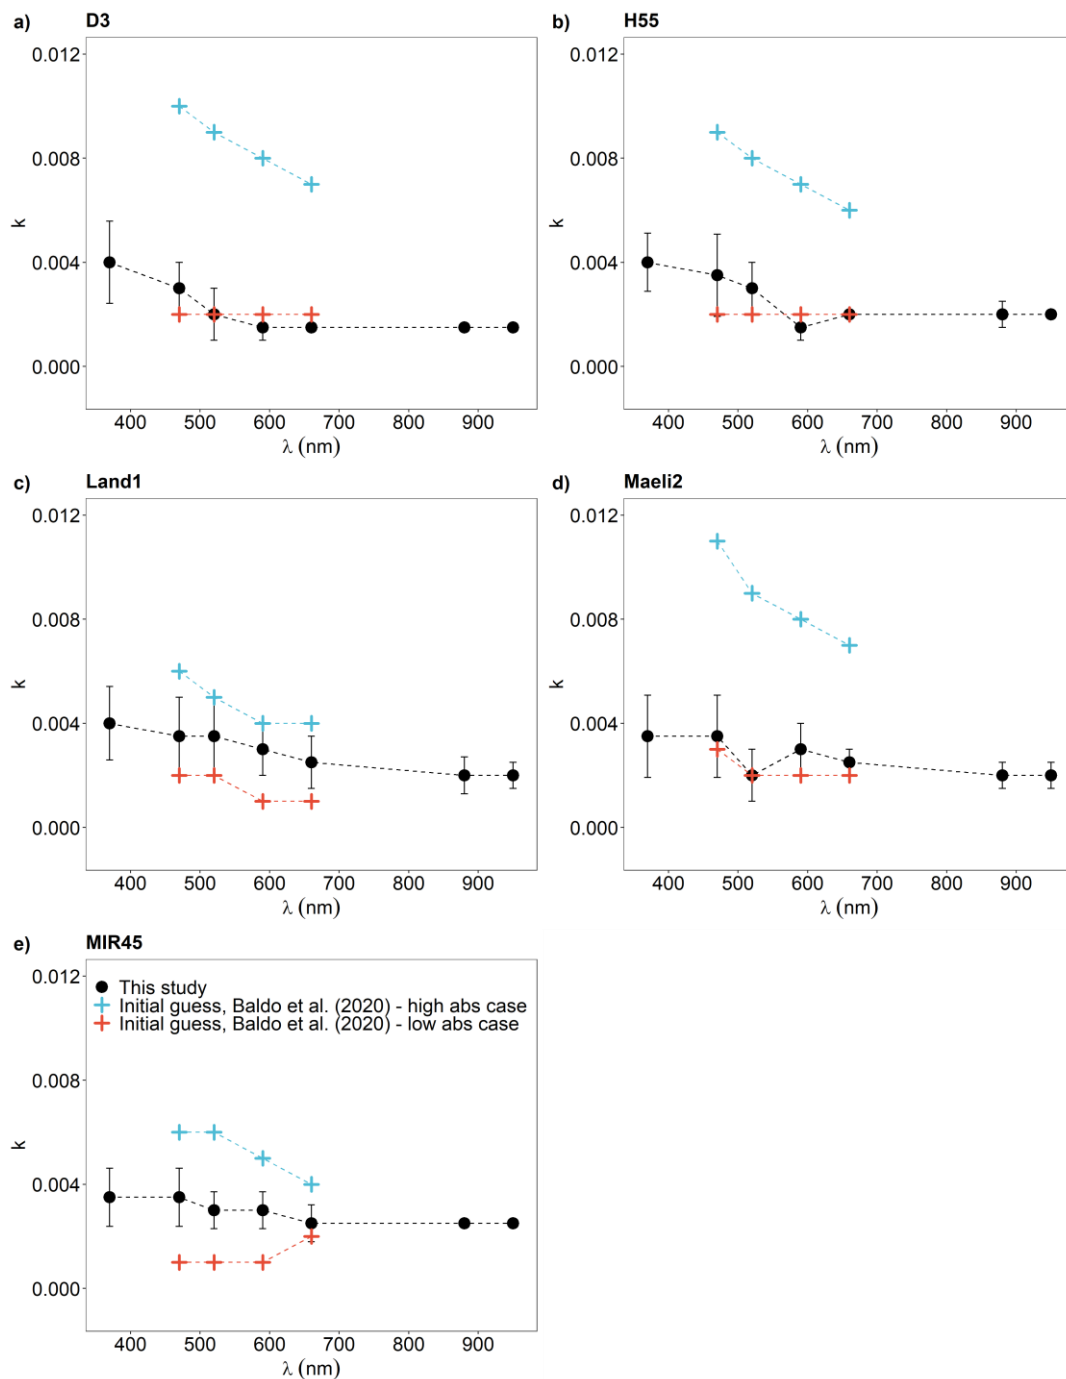 a) D3
0.012
0.008
k
0.004
0.000
400 500 600 700 800 900
λ (nm)
b) H55
0.012
0.008
k
0.004
0.000
400 500 600 700 800 900
λ (nm)
c) Land1
0.012
0.008
k
0.004
0.000
400 500 600 700 800 900
λ (nm)
d) Maeli2
0.012
0.008
k
0.004
0.000
400 500 600 700 800 900
λ (nm)
e) MIR45
0.012
This study
Initial guess, Baldo et al. (2020) - high abs case
Initial guess, Baldo et al. (2020) - low abs case
0.008
k
0.004
0.000
400 500 600 700 800 900
λ (nm)